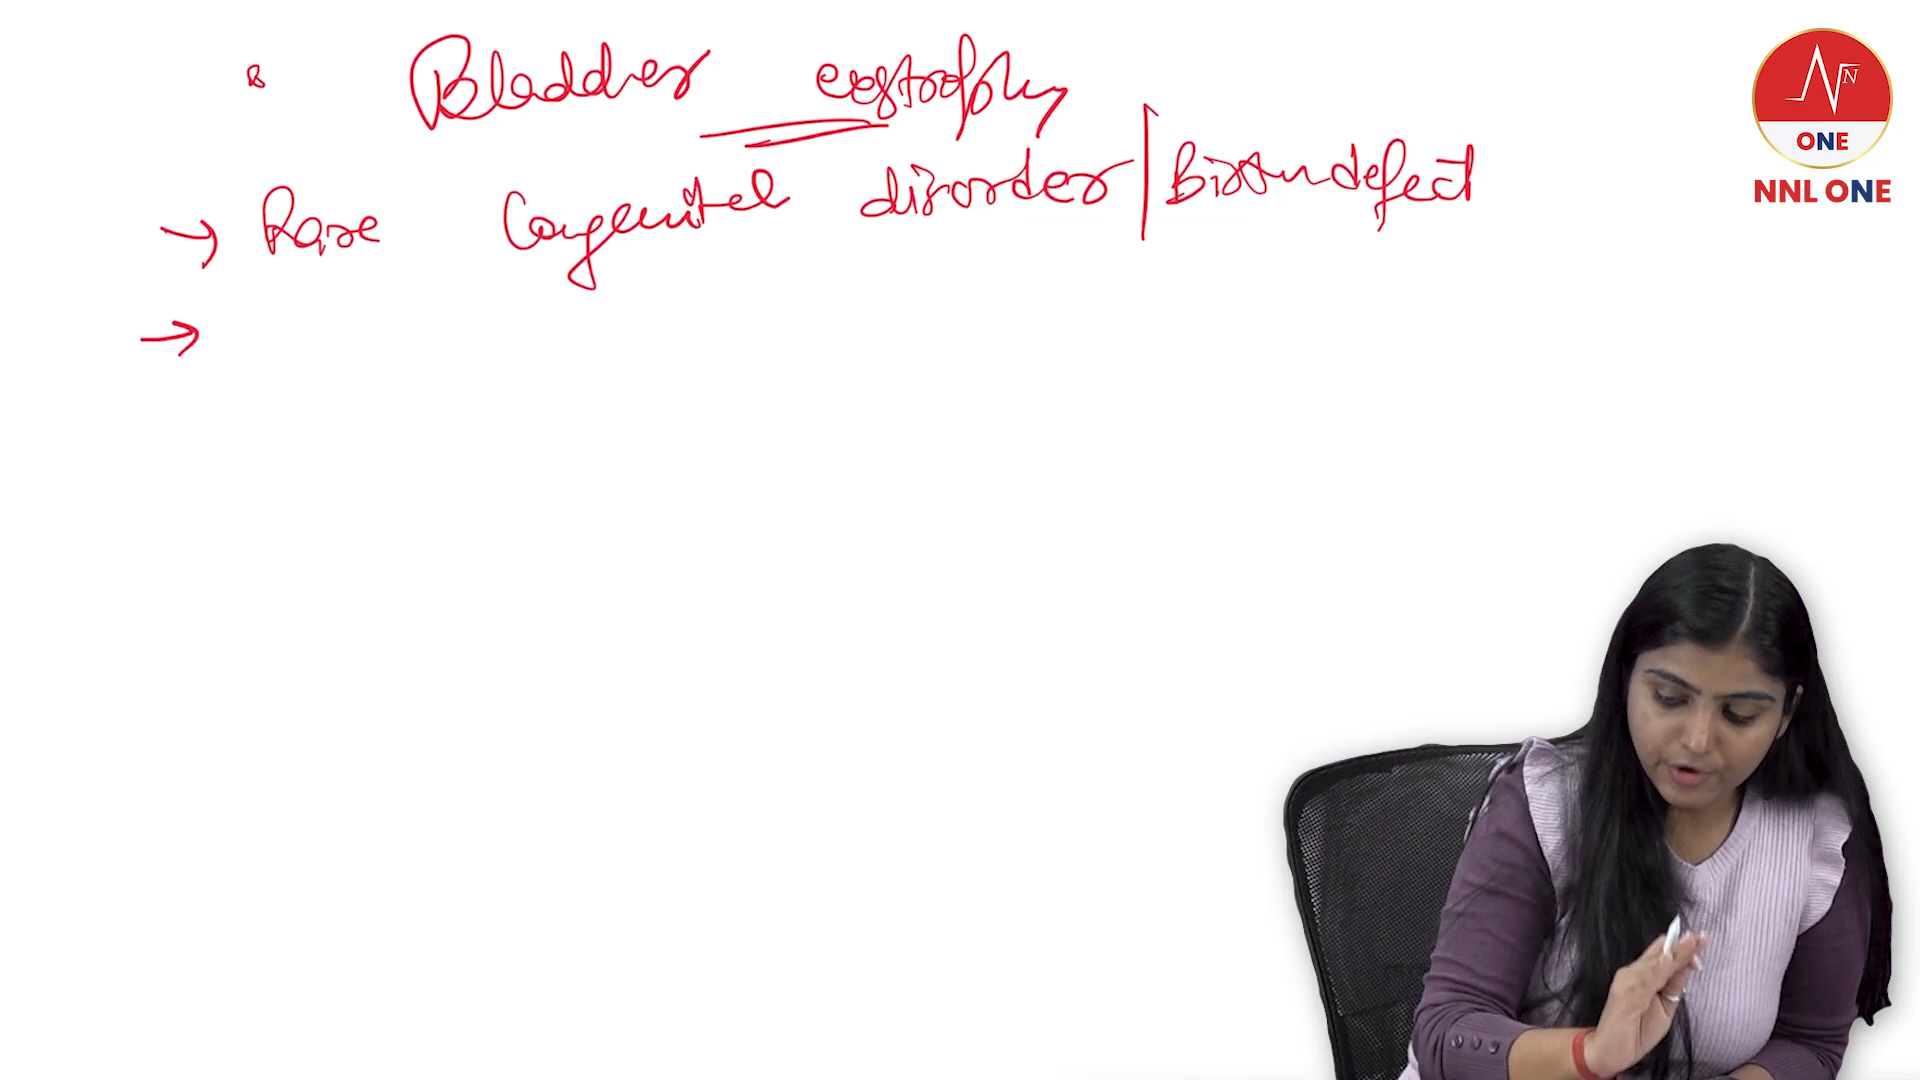 Bladder exstrophy
→ Rare Congenital disorder | Birth defect
→
N
ONE
NNL ONE